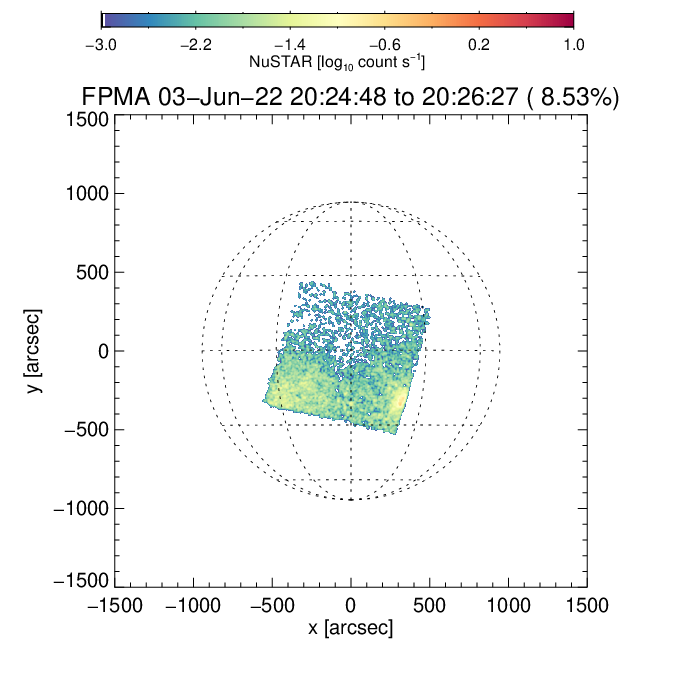 −3.0 −2.2 −1.4 −0.6 0.2 1.0
NuSTAR [log₁₀ count s⁻¹]
FPMA 03−Jun−22 20:24:48 to 20:26:27 ( 8.53%)
1500
1000
500
0
−500
−1000
−1500
y [arcsec]
−1500 −1000 −500 0 500 1000 1500
x [arcsec]